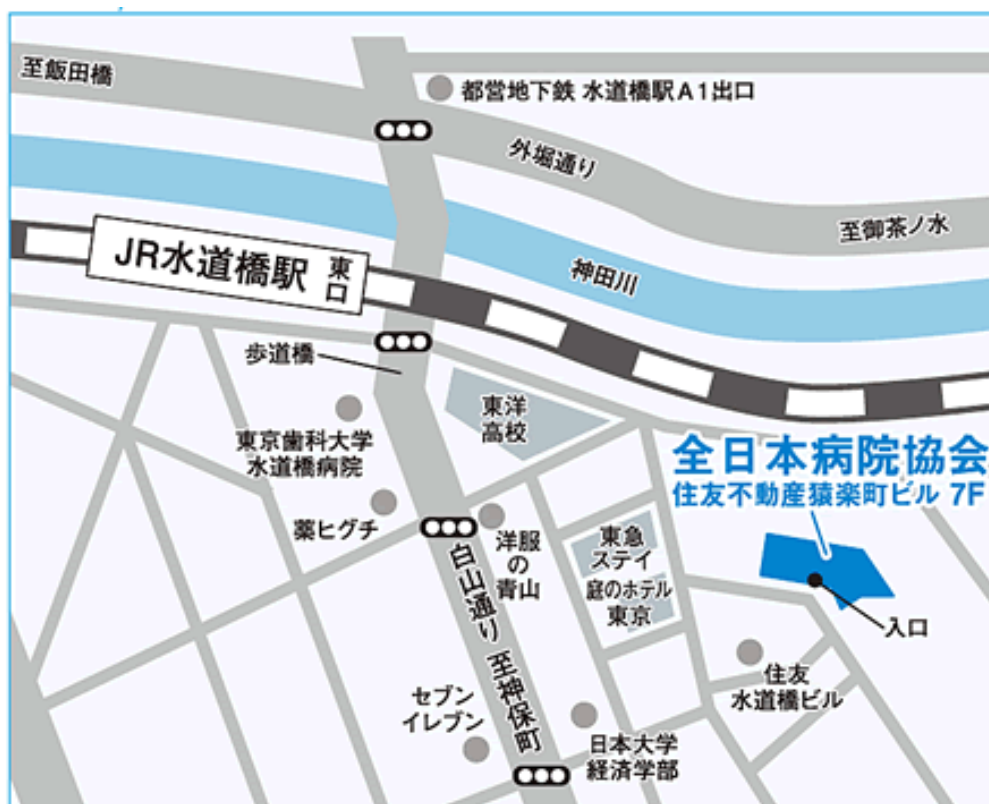 至飯田橋
都営地下鉄 水道橋駅A1出口
外堀通り
至御茶ノ水
神田川
JR水道橋駅
東口
歩道橋
東洋
高校
東京歯科大学
水道橋病院
全日本病院協会
住友不動産猿楽町ビル 7F
薬ヒグチ
洋服
の
青山
東急
ステイ
庭のホテル
東京
白山通り
至神保町
入口
住友
水道橋ビル
セブン
イレブン
日本大学
経済学部